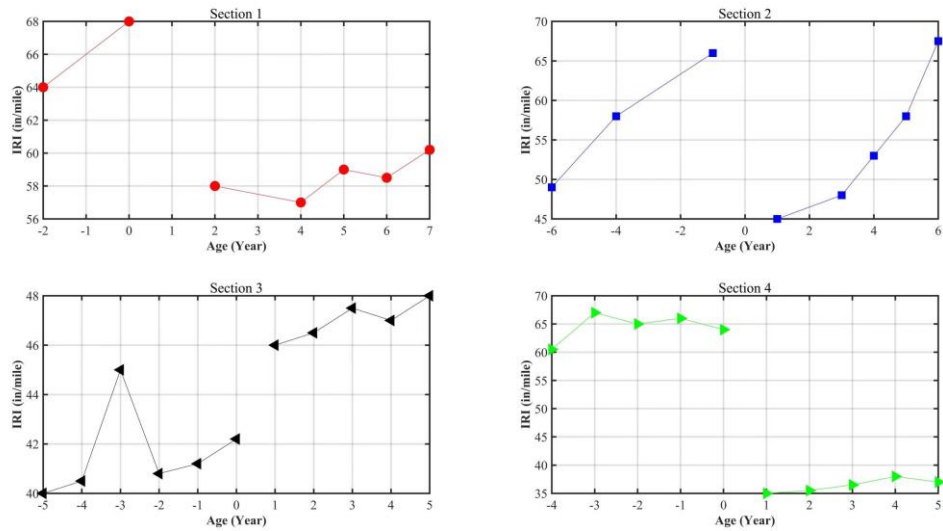 Section 1
68
66
64
62
60
58
56
IRI (in/mile)
-2 -1 0 1 2 3 4 5 6 7
Age (Year)
Section 2
70
65
60
55
50
45
IRI (in/mile)
-6 -4 -2 0 2 4 6
Age (Year)
Section 3
48
46
44
42
40
IRI (in/mile)
-5 -4 -3 -2 -1 0 1 2 3 4 5
Age (Year)
Section 4
70
65
60
55
50
45
40
35
IRI (in/mile)
-4 -3 -2 -1 0 1 2 3 4 5
Age (Year)